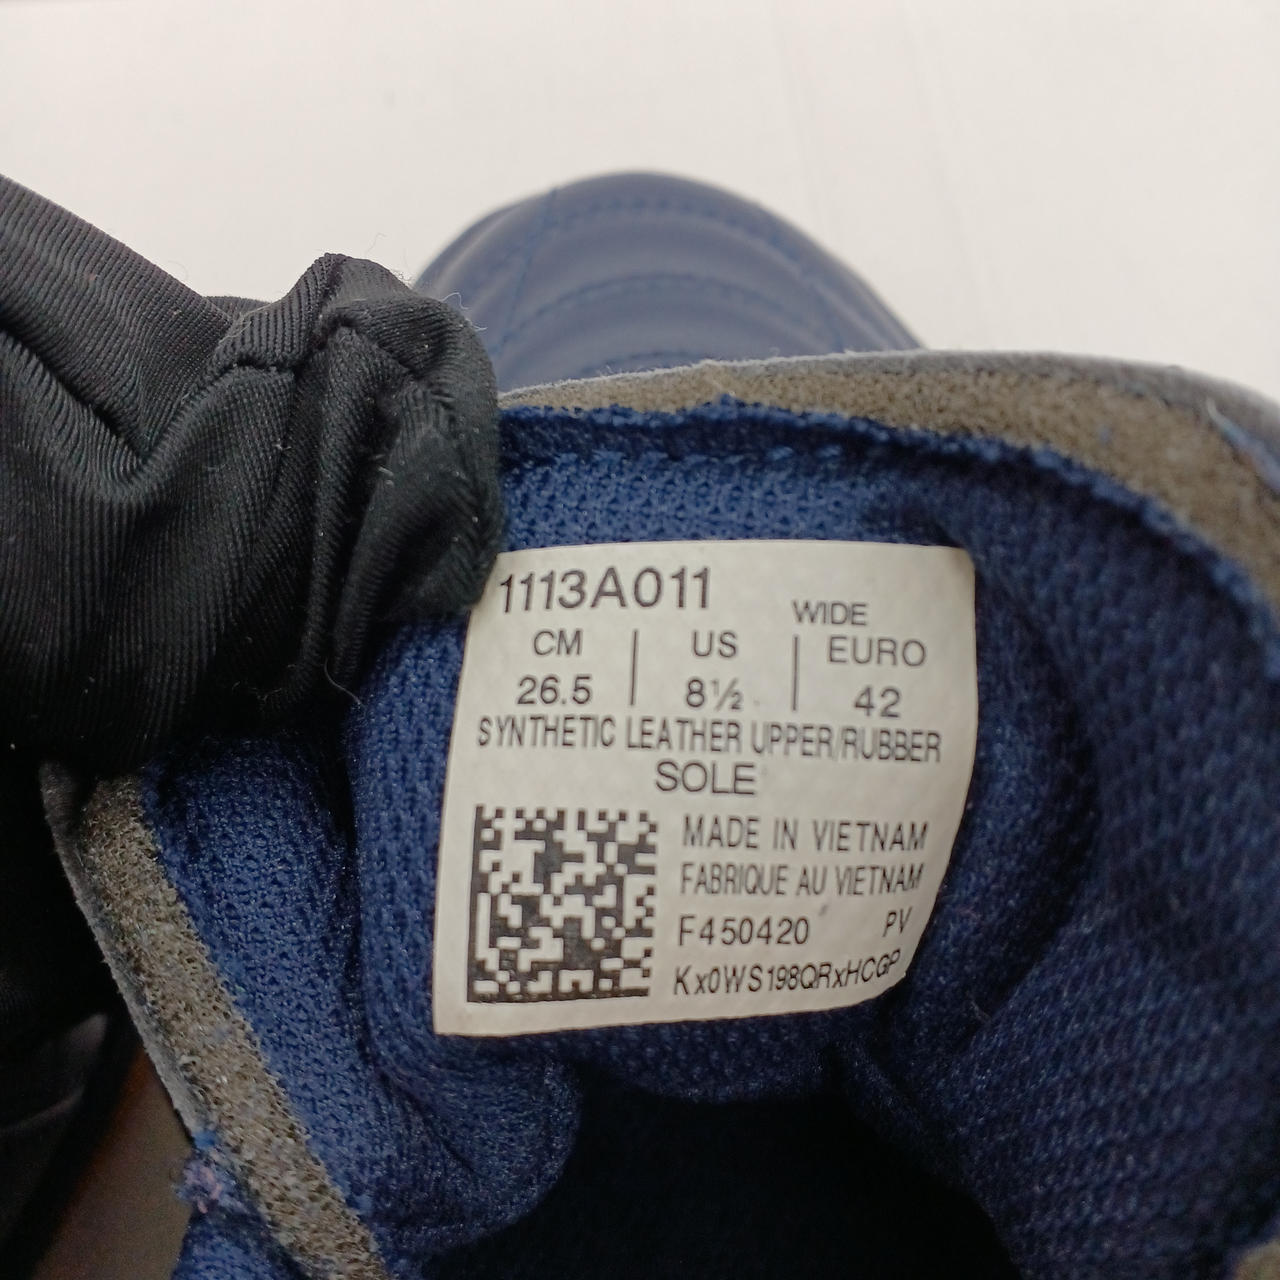 1113A011
WIDE
CM | US | EURO
26.5 | 8½ | 42
SYNTHETIC LEATHER UPPER/RUBBER
SOLE
MADE IN VIETNAM
FABRIQUE AU VIETNAM
F450420 PV
Kx0WS198QRxHCGP